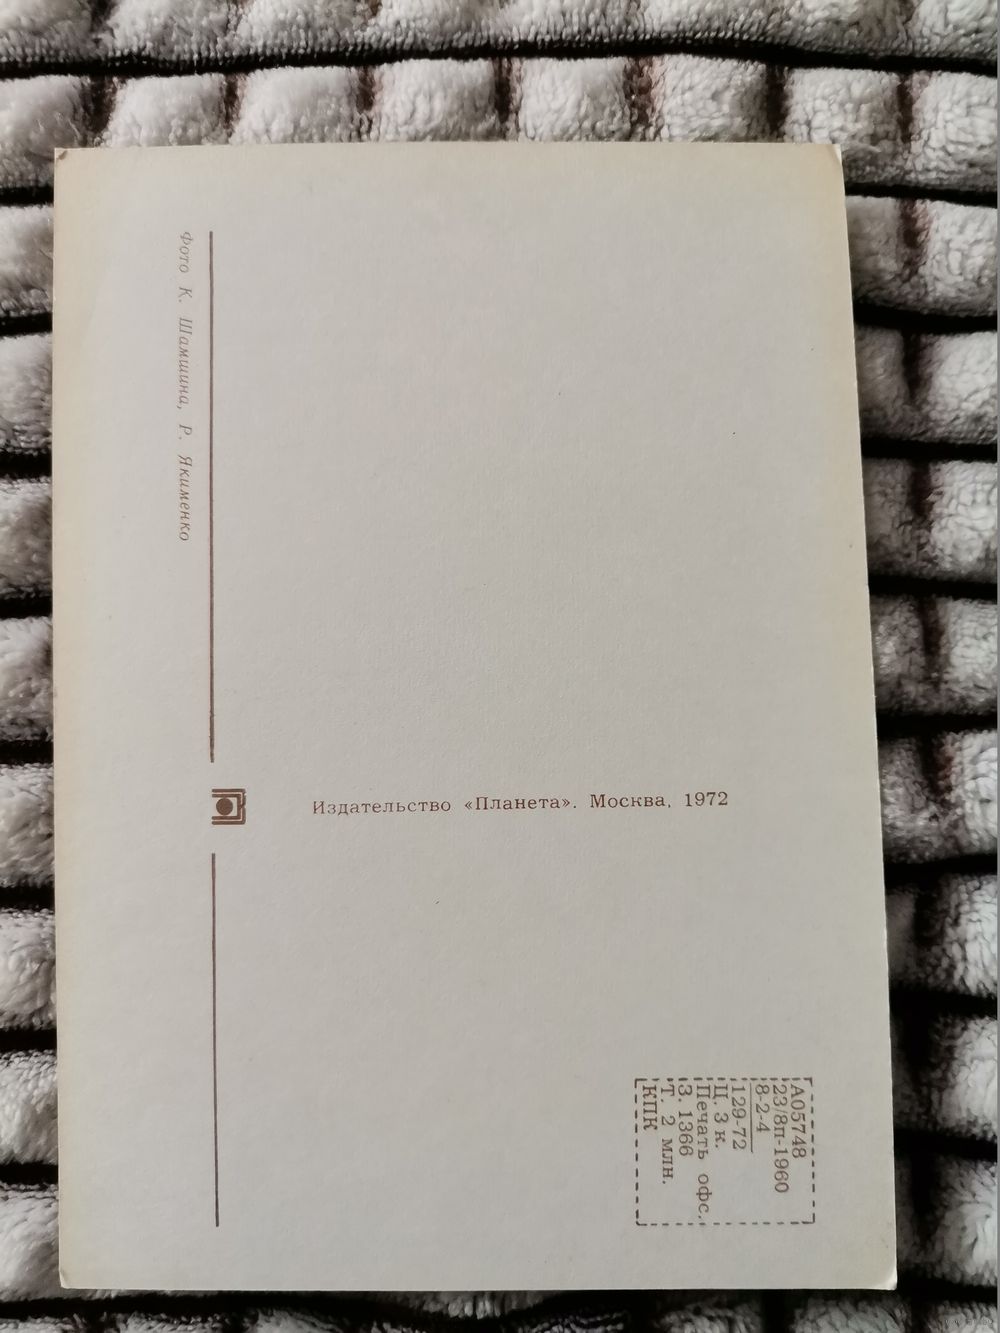 Фото К. Шамшина, Р. Якименко
Издательство «Планета». Москва, 1972
А05748
23/8п-1960
8-2-4
129-72
Ц. 3 к.
Печать офс.
З. 1366
Т. 2 млн.
КПК